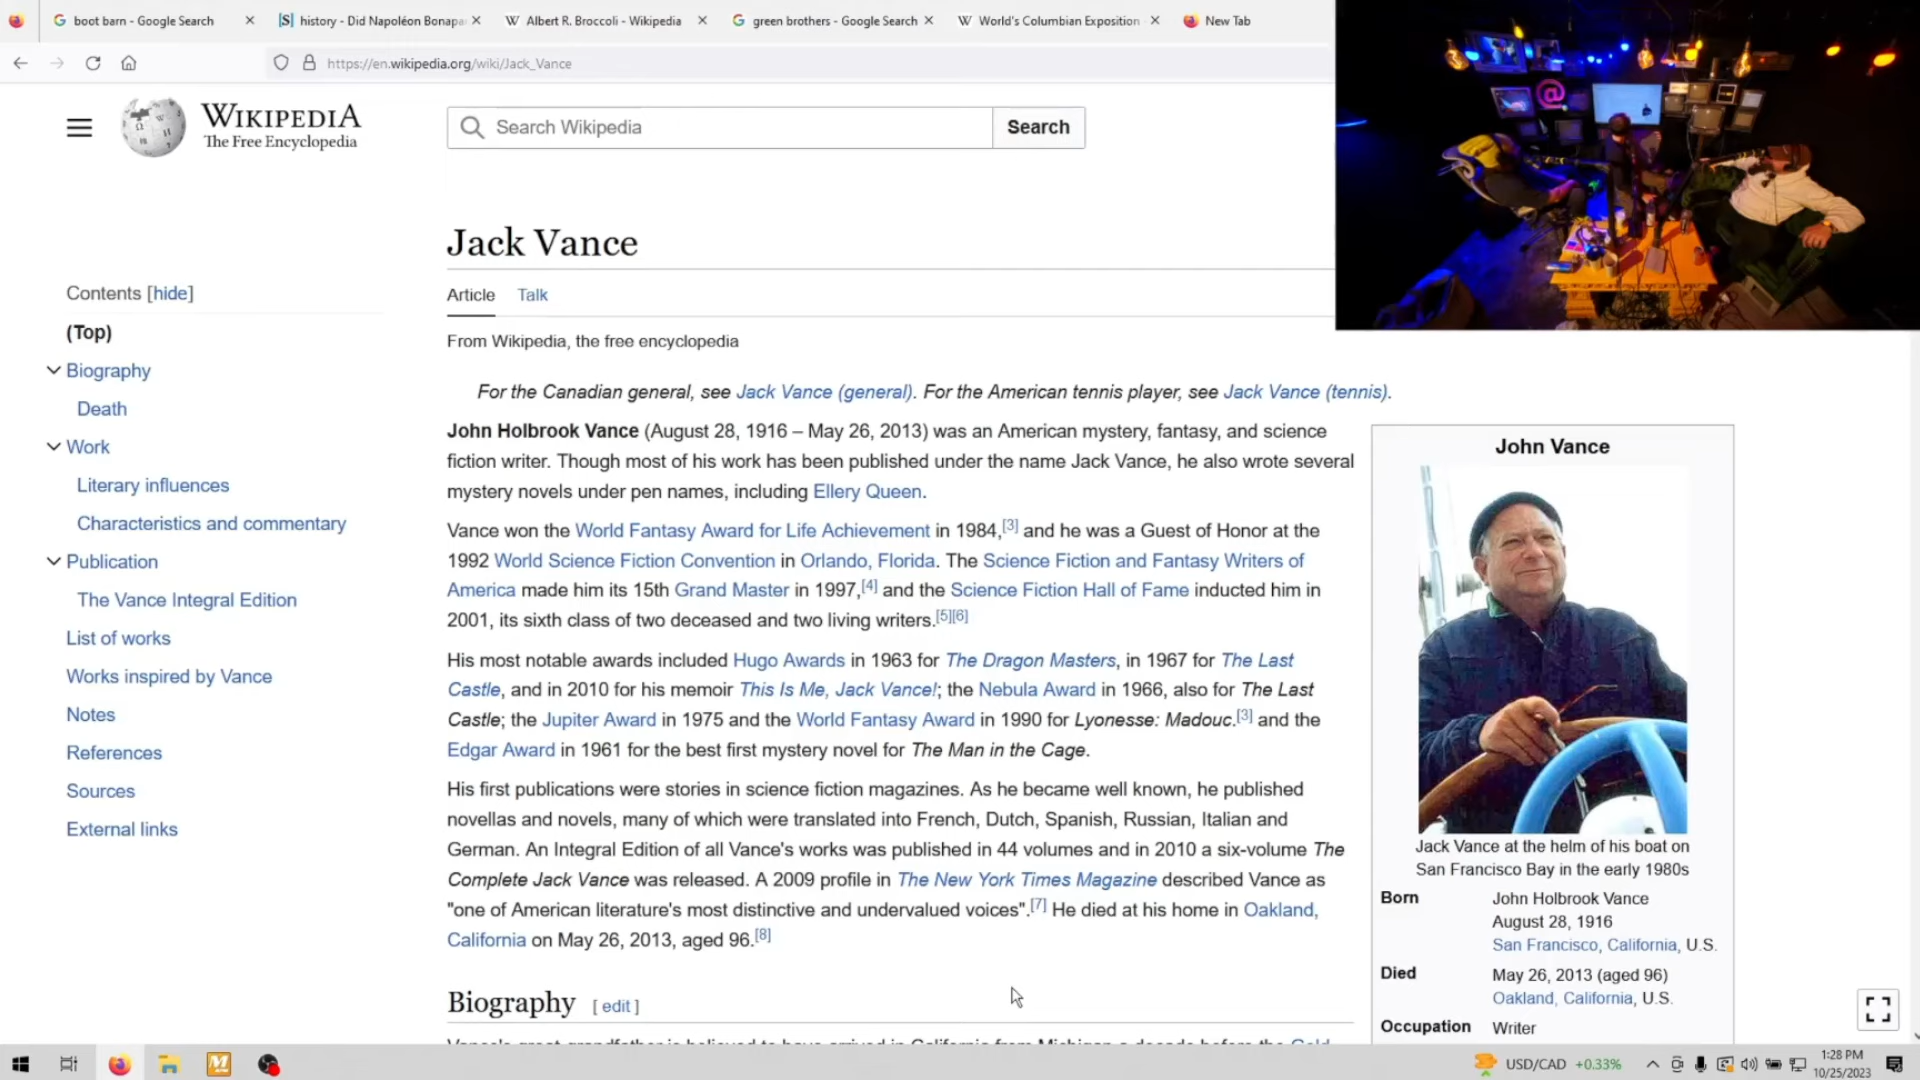 boot barn - Google Search
history - Did Napoléon Bonapa
Albert R. Broccoli - Wikipedia
green brothers - Google Search
World's Columbian Exposition
New Tab
https://en.wikipedia.org/wiki/Jack_Vance
WIKIPEDIA
The Free Encyclopedia
Search Wikipedia
Search
Jack Vance
Article
Talk
From Wikipedia, the free encyclopedia
Contents [hide]
(Top)
Biography
Death
Work
Literary influences
Characteristics and commentary
Publication
The Vance Integral Edition
List of works
Works inspired by Vance
Notes
References
Sources
External links
For the Canadian general, see Jack Vance (general). For the American tennis player, see Jack Vance (tennis).
John Holbrook Vance (August 28, 1916 – May 26, 2013) was an American mystery, fantasy, and science
fiction writer. Though most of his work has been published under the name Jack Vance, he also wrote several
mystery novels under pen names, including Ellery Queen.
Vance won the World Fantasy Award for Life Achievement in 1984,[3] and he was a Guest of Honor at the
1992 World Science Fiction Convention in Orlando, Florida. The Science Fiction and Fantasy Writers of
America made him its 15th Grand Master in 1997,[4] and the Science Fiction Hall of Fame inducted him in
2001, its sixth class of two deceased and two living writers.[5][6]
His most notable awards included Hugo Awards in 1963 for The Dragon Masters, in 1967 for The Last
Castle, and in 2010 for his memoir This Is Me, Jack Vance!; the Nebula Award in 1966, also for The Last
Castle; the Jupiter Award in 1975 and the World Fantasy Award in 1990 for Lyonesse: Madouc.[3] and the
Edgar Award in 1961 for the best first mystery novel for The Man in the Cage.
His first publications were stories in science fiction magazines. As he became well known, he published
novellas and novels, many of which were translated into French, Dutch, Spanish, Russian, Italian and
German. An Integral Edition of all Vance's works was published in 44 volumes and in 2010 a six-volume The
Complete Jack Vance was released. A 2009 profile in The New York Times Magazine described Vance as
"one of American literature's most distinctive and undervalued voices".[7] He died at his home in Oakland,
California on May 26, 2013, aged 96.[8]
Biography [ edit ]
Vance's great-grandfather is believed to have arrived in California from Michigan a decade before the Gold
John Vance
Jack Vance at the helm of his boat on
San Francisco Bay in the early 1980s
Born John Holbrook Vance
August 28, 1916
San Francisco, California, U.S.
Died May 26, 2013 (aged 96)
Oakland, California, U.S.
Occupation Writer
USD/CAD +0.33%
1:28 PM
10/25/2023